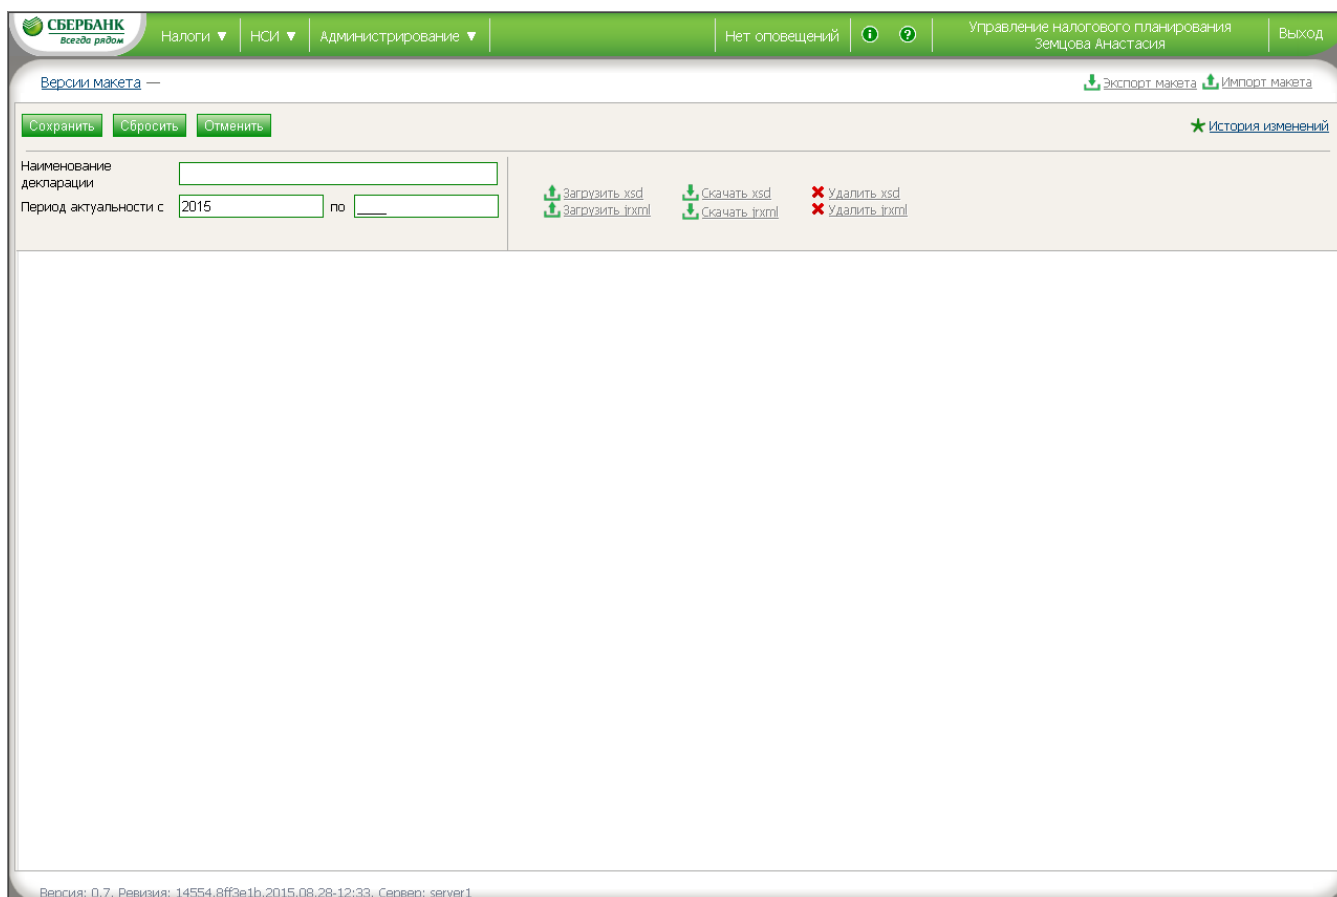 СБЕРБАНК
Всегда рядом
Налоги ▼
НСИ ▼
Администрирование ▼
Нет оповещений
Управление налогового планирования
Земцова Анастасия
Выход
Версии макета —
Экспорт макета
Импорт макета
Сохранить
Сбросить
Отменить
История изменений
Наименование
декларации
Период актуальности с
2015
по
____
Загрузить xsd
Скачать xsd
Удалить xsd
Загрузить jrxml
Скачать jrxml
Удалить jrxml
Версия: 0.7, Ревизия: 14554.8ff3e1b.2015.08.28-12:33, Сервер: server1